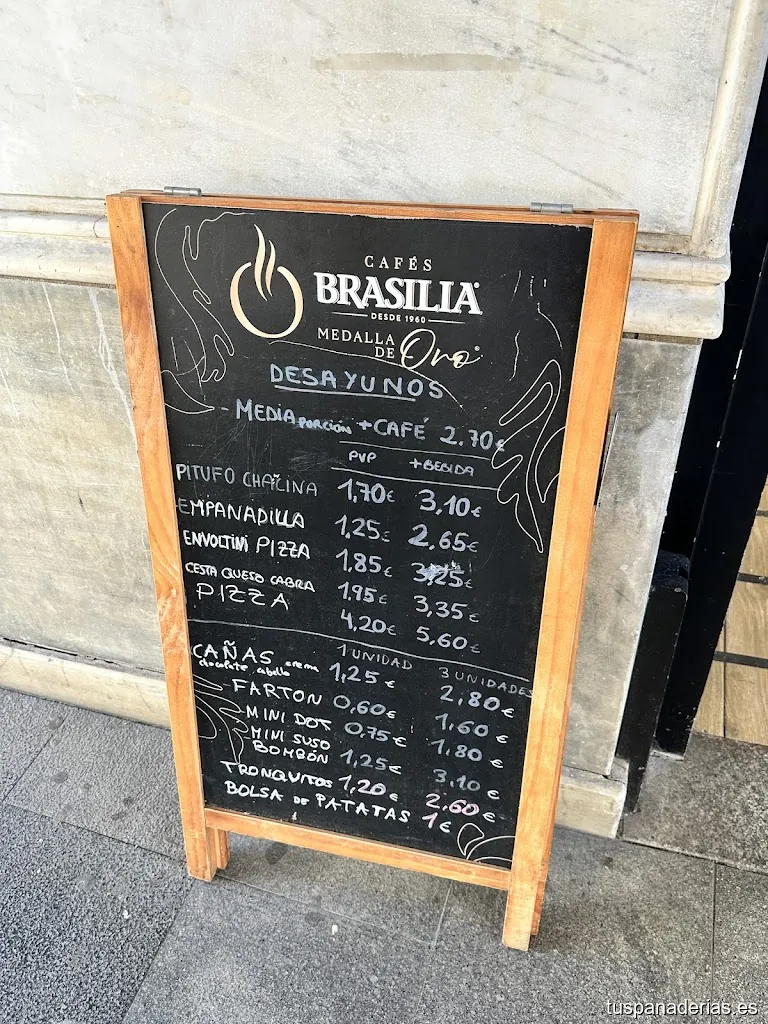 CAFÉS
BRASILIA
DESDE 1960
MEDALLA
DE Oro
DESAYUNOS
- MEDIA PORCIÓN + CAFÉ 2.70€
PVP + BEBIDA
PITUFO CHACINA 1,70€ 3,10€
EMPANADILLA 1,25€ 2,65€
ENVOLTINI PIZZA 1,85€ 3,25€
CESTA QUESO CABRA 1,95€ 3,35€
PIZZA 4,20€ 5,60€
1 UNIDAD 3 UNIDADES
CAÑAS 1,25€ 2,80€
chocolate cabello crema
FARTON 0,60€ 1,60€
MINI DOT 0,75€ 1,80€
MINI SUSO
BOMBÓN 1,25€ 3,10€
TRONQUITOS 1,20€ 2,60€
BOLSA DE PATATAS 1€
tuspanaderias.es